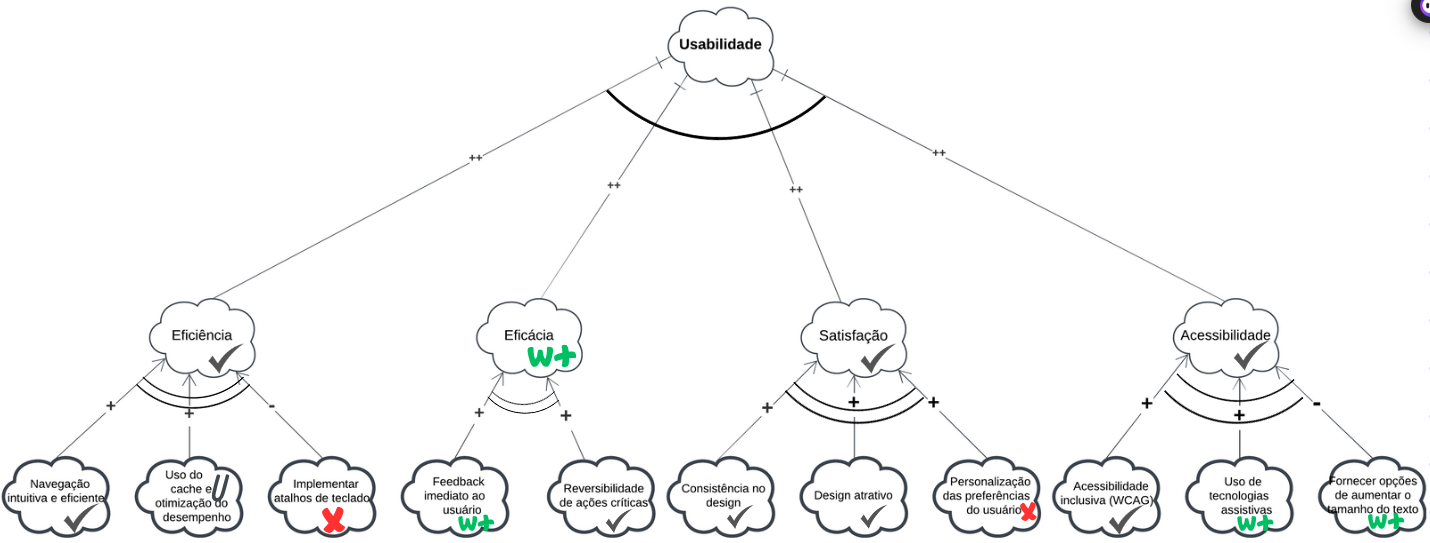 Usabilidade
++
++
++
++
Eficiência
Eficácia
w+
Satisfação
Acessibilidade
+
+
-
+
+
+
+
+
+
+
-
Navegação
intuitiva e eficiente
Uso do
cache e
otimização do
desempenho
U
Implementar
atalhos de teclado
X
Feedback
imediato ao
usuário
w+
Reversibilidade
de ações críticas
Consistência no
design
Design atrativo
Personalização
das preferências
do usuário
X
Acessibilidade
inclusiva (WCAG)
Uso de
tecnologias
assistivas
w+
Fornecer opções
de aumentar o
tamanho do texto
w+